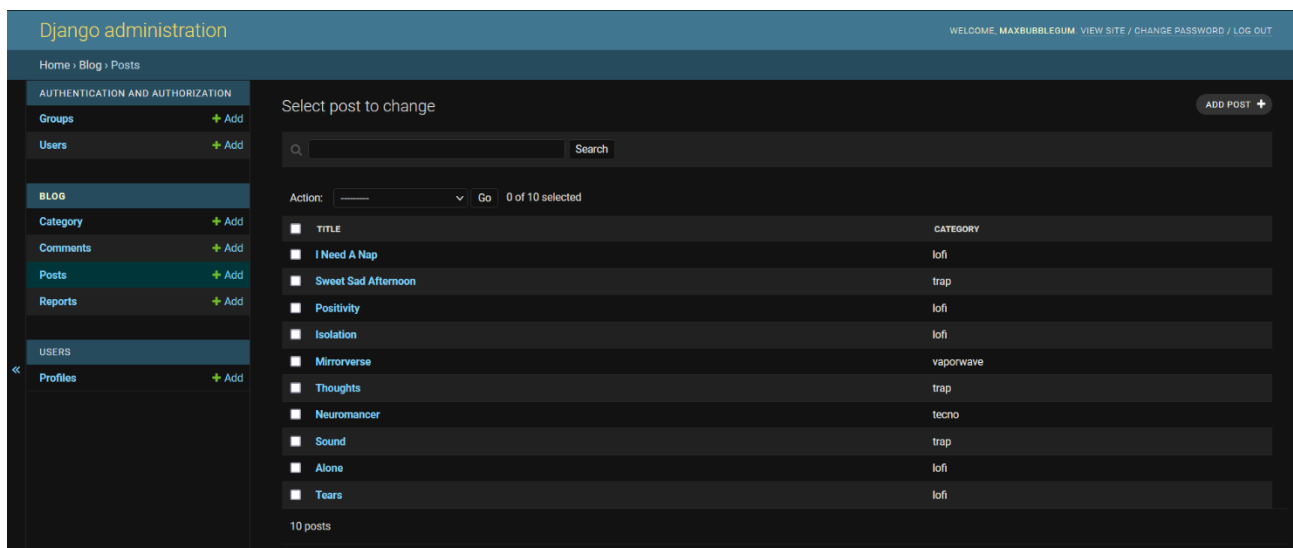 Django administration
WELCOME, MAXBUBBLEGUM. VIEW SITE / CHANGE PASSWORD / LOG OUT
Home › Blog › Posts
AUTHENTICATION AND AUTHORIZATION
Groups + Add
Users + Add
BLOG
Category + Add
Comments + Add
Posts + Add
Reports + Add
USERS
Profiles + Add
«
Select post to change
ADD POST +
Search
Action: --------- Go 0 of 10 selected
TITLE CATEGORY
I Need A Nap lofi
Sweet Sad Afternoon trap
Positivity lofi
Isolation lofi
Mirrorverse vaporwave
Thoughts trap
Neuromancer tecno
Sound trap
Alone lofi
Tears lofi
10 posts